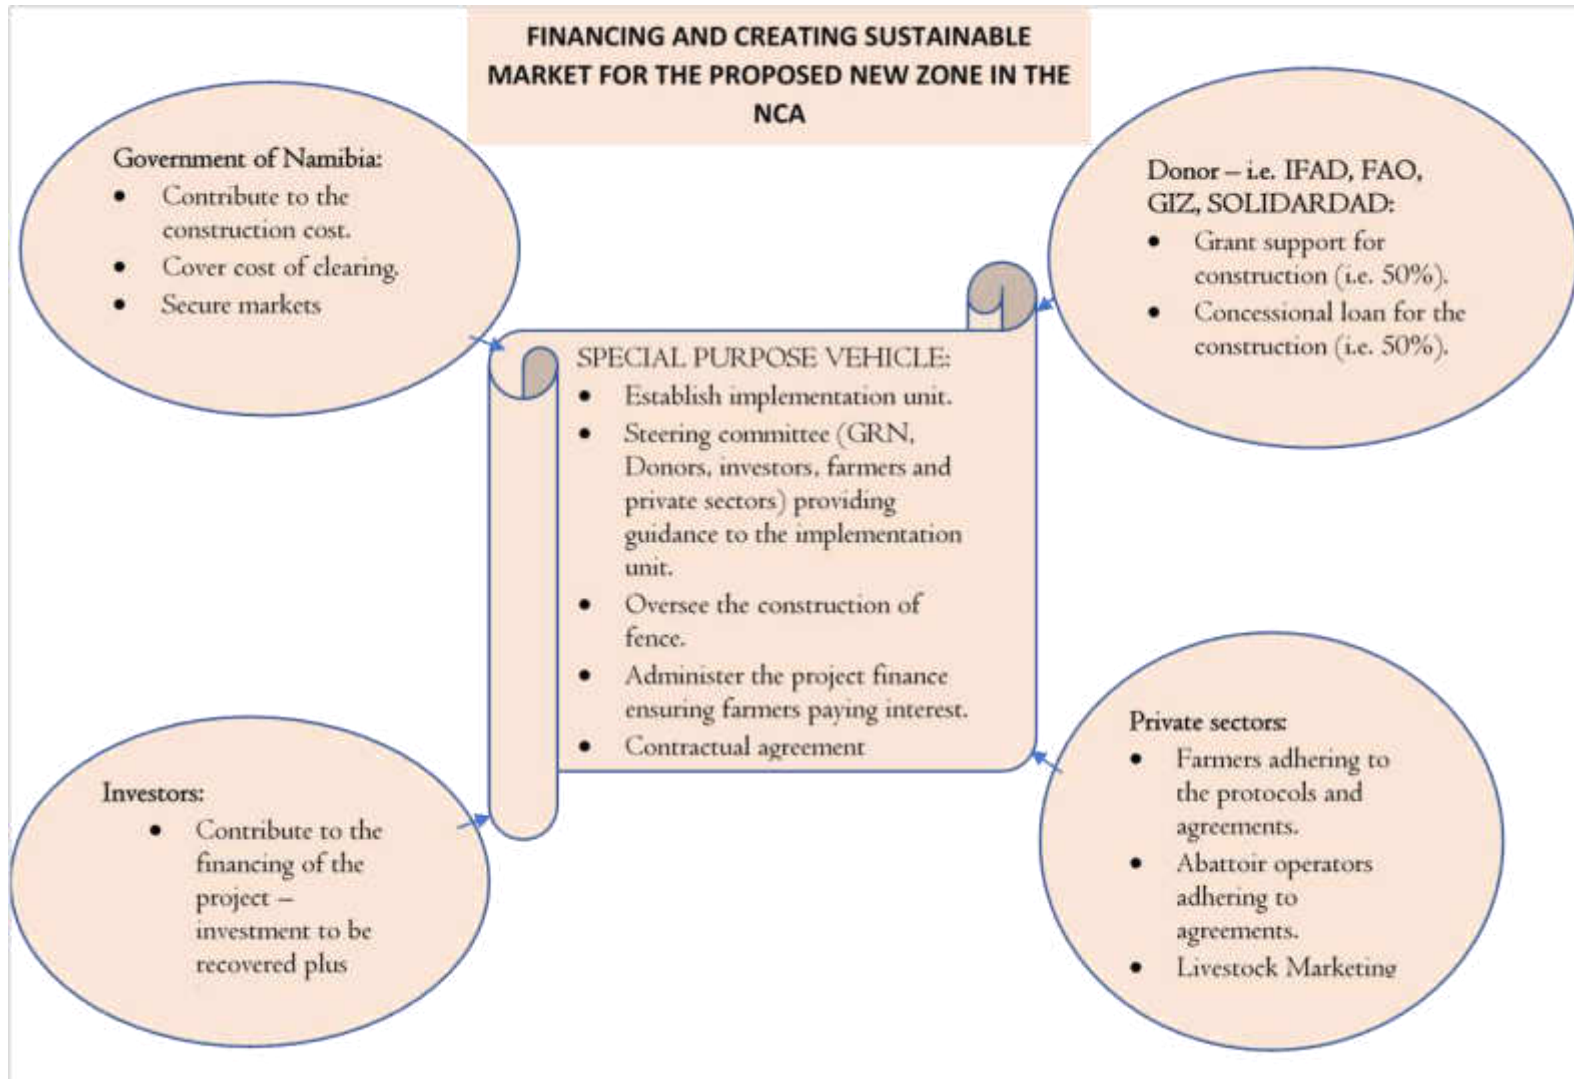 FINANCING AND CREATING SUSTAINABLE
MARKET FOR THE PROPOSED NEW ZONE IN THE
NCA
Government of Namibia:
• Contribute to the
construction cost.
• Cover cost of clearing.
• Secure markets
Donor – i.e. IFAD, FAO,
GIZ, SOLIDARDAD:
• Grant support for
construction (i.e. 50%).
• Concessional loan for the
construction (i.e. 50%).
SPECIAL PURPOSE VEHICLE:
• Establish implementation unit.
• Steering committee (GRN,
Donors, investors, farmers and
private sectors) providing
guidance to the implementation
unit.
• Oversee the construction of
fence.
• Administer the project finance
ensuring farmers paying interest.
• Contractual agreement
Investors:
• Contribute to the
financing of the
project –
investment to be
recovered plus
Private sectors:
• Farmers adhering to
the protocols and
agreements.
• Abattoir operators
adhering to
agreements.
• Livestock Marketing